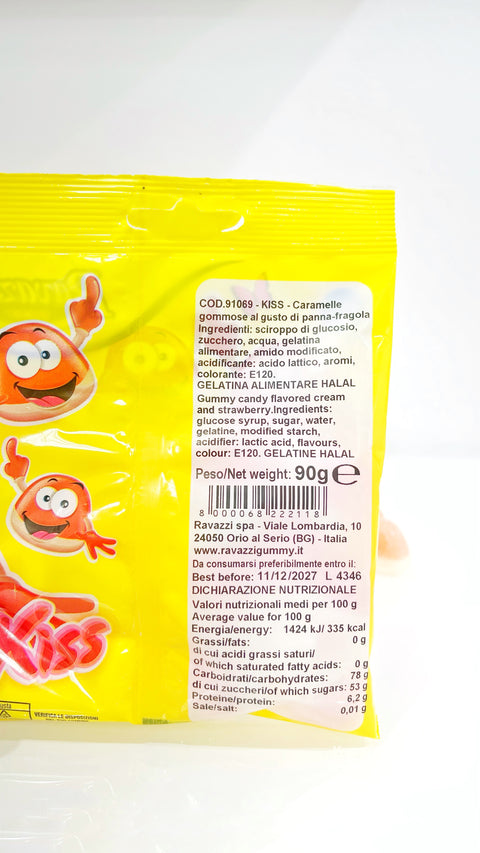 COD.91069 - KISS - Caramelle
gommose al gusto di panna-fragola
Ingredienti: sciroppo di glucosio,
zucchero, acqua, gelatina
alimentare, amido modificato,
acidificante: acido lattico, aromi,
colorante: E120.
GELATINA ALIMENTARE HALAL
Gummy candy flavored cream
and strawberry.Ingredients:
glucose syrup, sugar, water,
gelatine, modified starch,
acidifier: lactic acid, flavours,
colour: E120. GELATINE HALAL
Peso/Net weight: 90g e
8 000068 222118
Ravazzi spa - Viale Lombardia, 10
24050 Orio al Serio (BG) - Italia
www.ravazzigummy.it
Da consumarsi preferibilmente entro il:
Best before: 11/12/2027 L 4346
DICHIARAZIONE NUTRIZIONALE
Valori nutrizionali medi per 100 g
Average value for 100 g
Energia/energy: 1424 kJ/ 335 kcal
Grassi/fats: 0 g
di cui acidi grassi saturi/
of which saturated fatty acids: 0 g
Carboidrati/carbohydrates: 78 g
di cui zuccheri/of which sugars: 53 g
Proteine/protein: 6,2 g
Sale/salt: 0,01 g
Kiss
VERIFICA LE DISPOSIZIONI